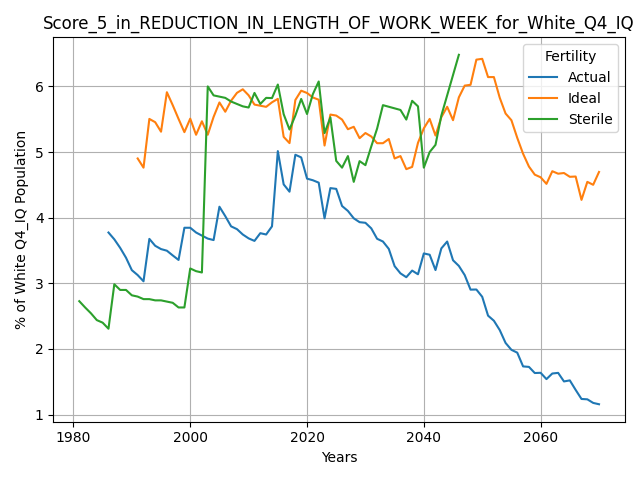 Score_5_in_REDUCTION_IN_LENGTH_OF_WORK_WEEK_for_White_Q4_IQ
Fertility
Actual
Ideal
Sterile
% of White Q4_IQ Population
6
5
4
3
2
1
1980 2000 2020 2040 2060
Years